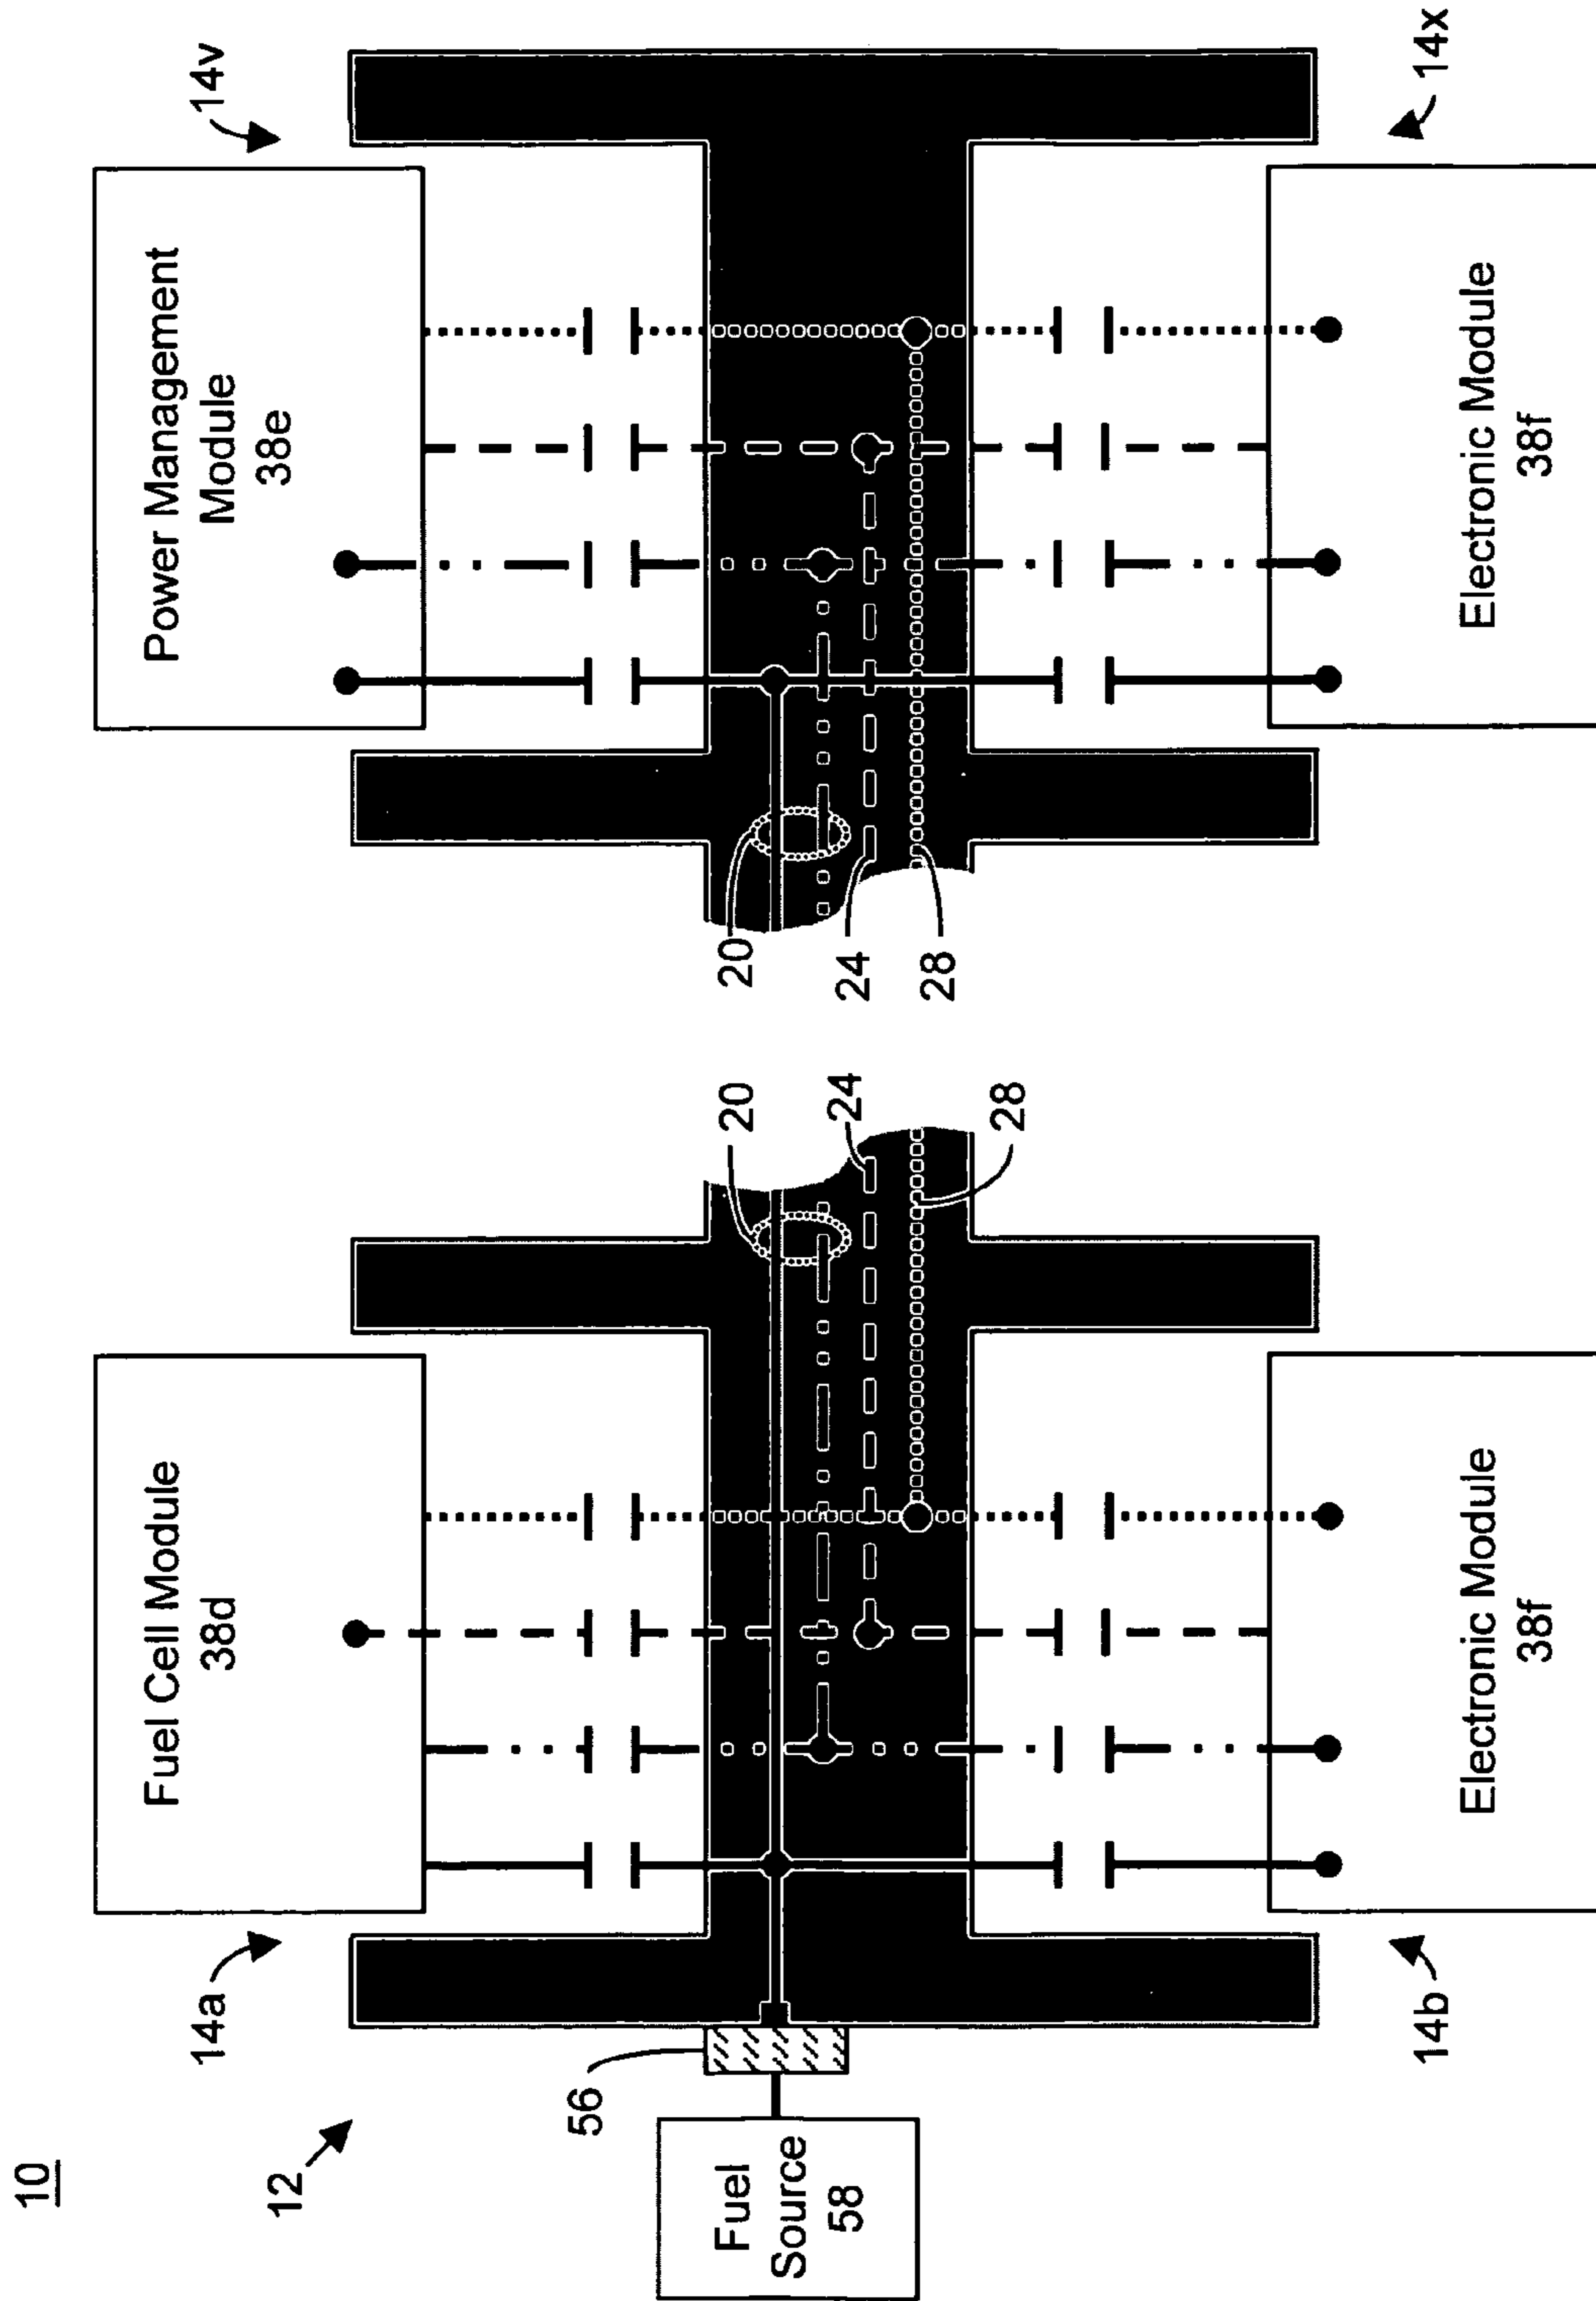 10
12
14a
Fuel Cell Module
38d
Power Management
Module
38e
14v
56
Fuel
Source
58
20
24
28
20
24
28
14b
Electronic Module
38f
Electronic Module
38f
14x